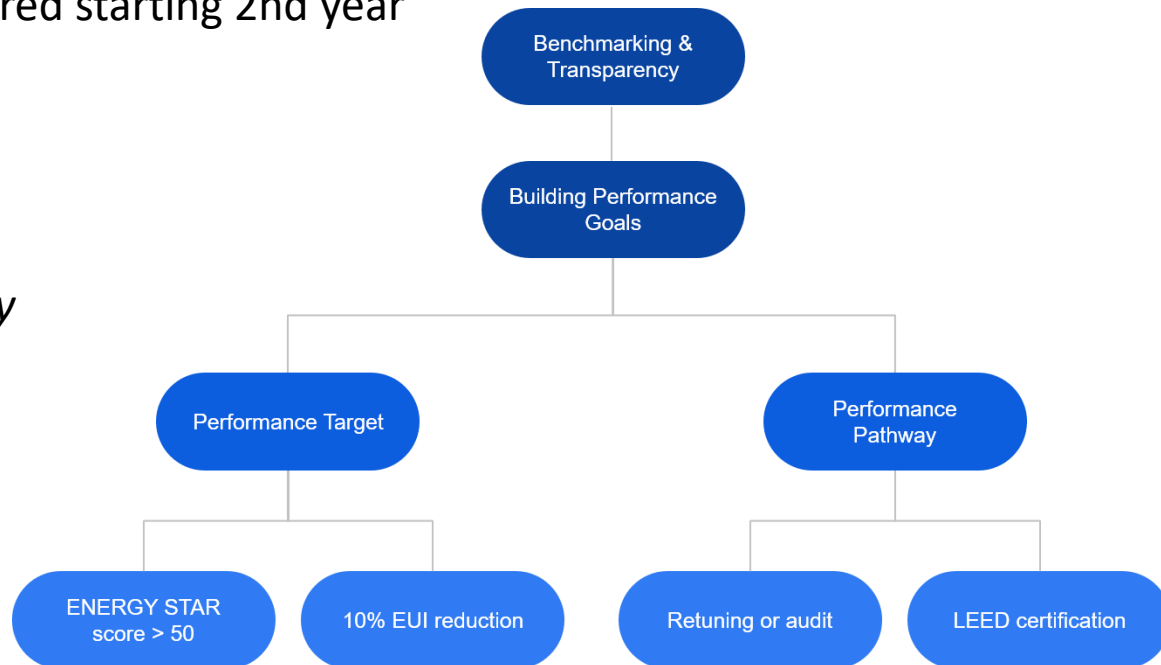 starting 2nd year
Benchmarking &
Transparency
Building Performance
Goals
Performance Target
Performance
Pathway
ENERGY STAR
score > 50
10% EUI reduction
Retuning or audit
LEED certification